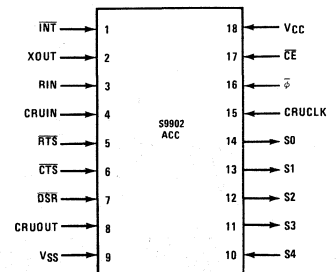 INT 1 18 VCC
XOUT 2 17 CE
RIN 3 16 φ
CRUIN 4 15 CRUCLK
S9902
ACC
RTS 5 14 S0
CTS 6 13 S1
DSR 7 12 S2
CRUOUT 8 11 S3
VSS 9 10 S4